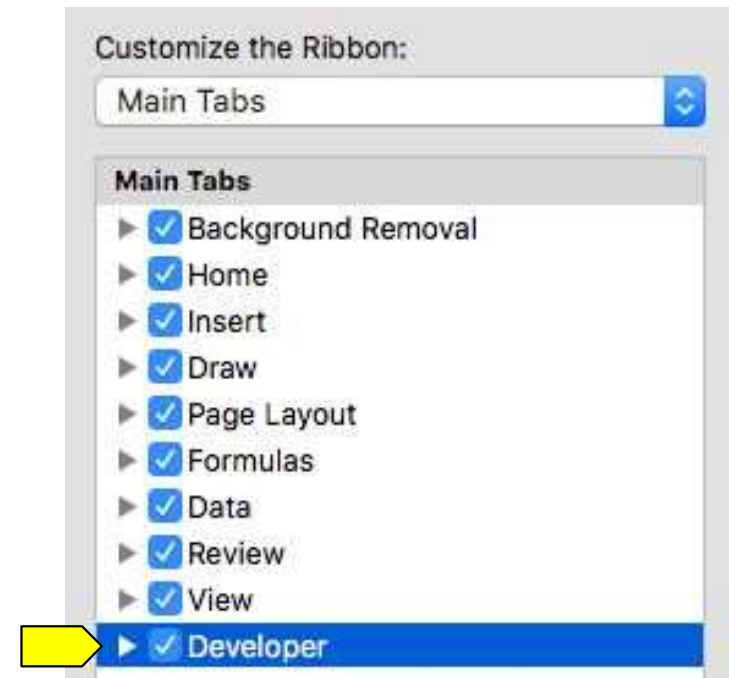 Customize the Ribbon:
Main Tabs
Main Tabs
Background Removal
Home
Insert
Draw
Page Layout
Formulas
Data
Review
View
Developer